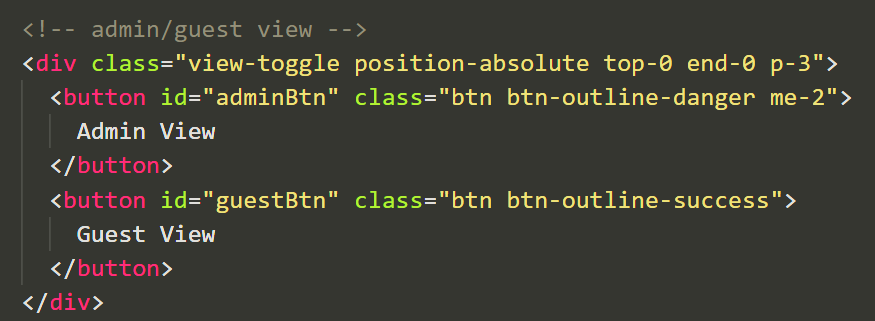 <!-- admin/guest view -->
<div class="view-toggle position-absolute top-0 end-0 p-3">
<button id="adminBtn" class="btn btn-outline-danger me-2">
Admin View
</button>
<button id="guestBtn" class="btn btn-outline-success">
Guest View
</button>
</div>